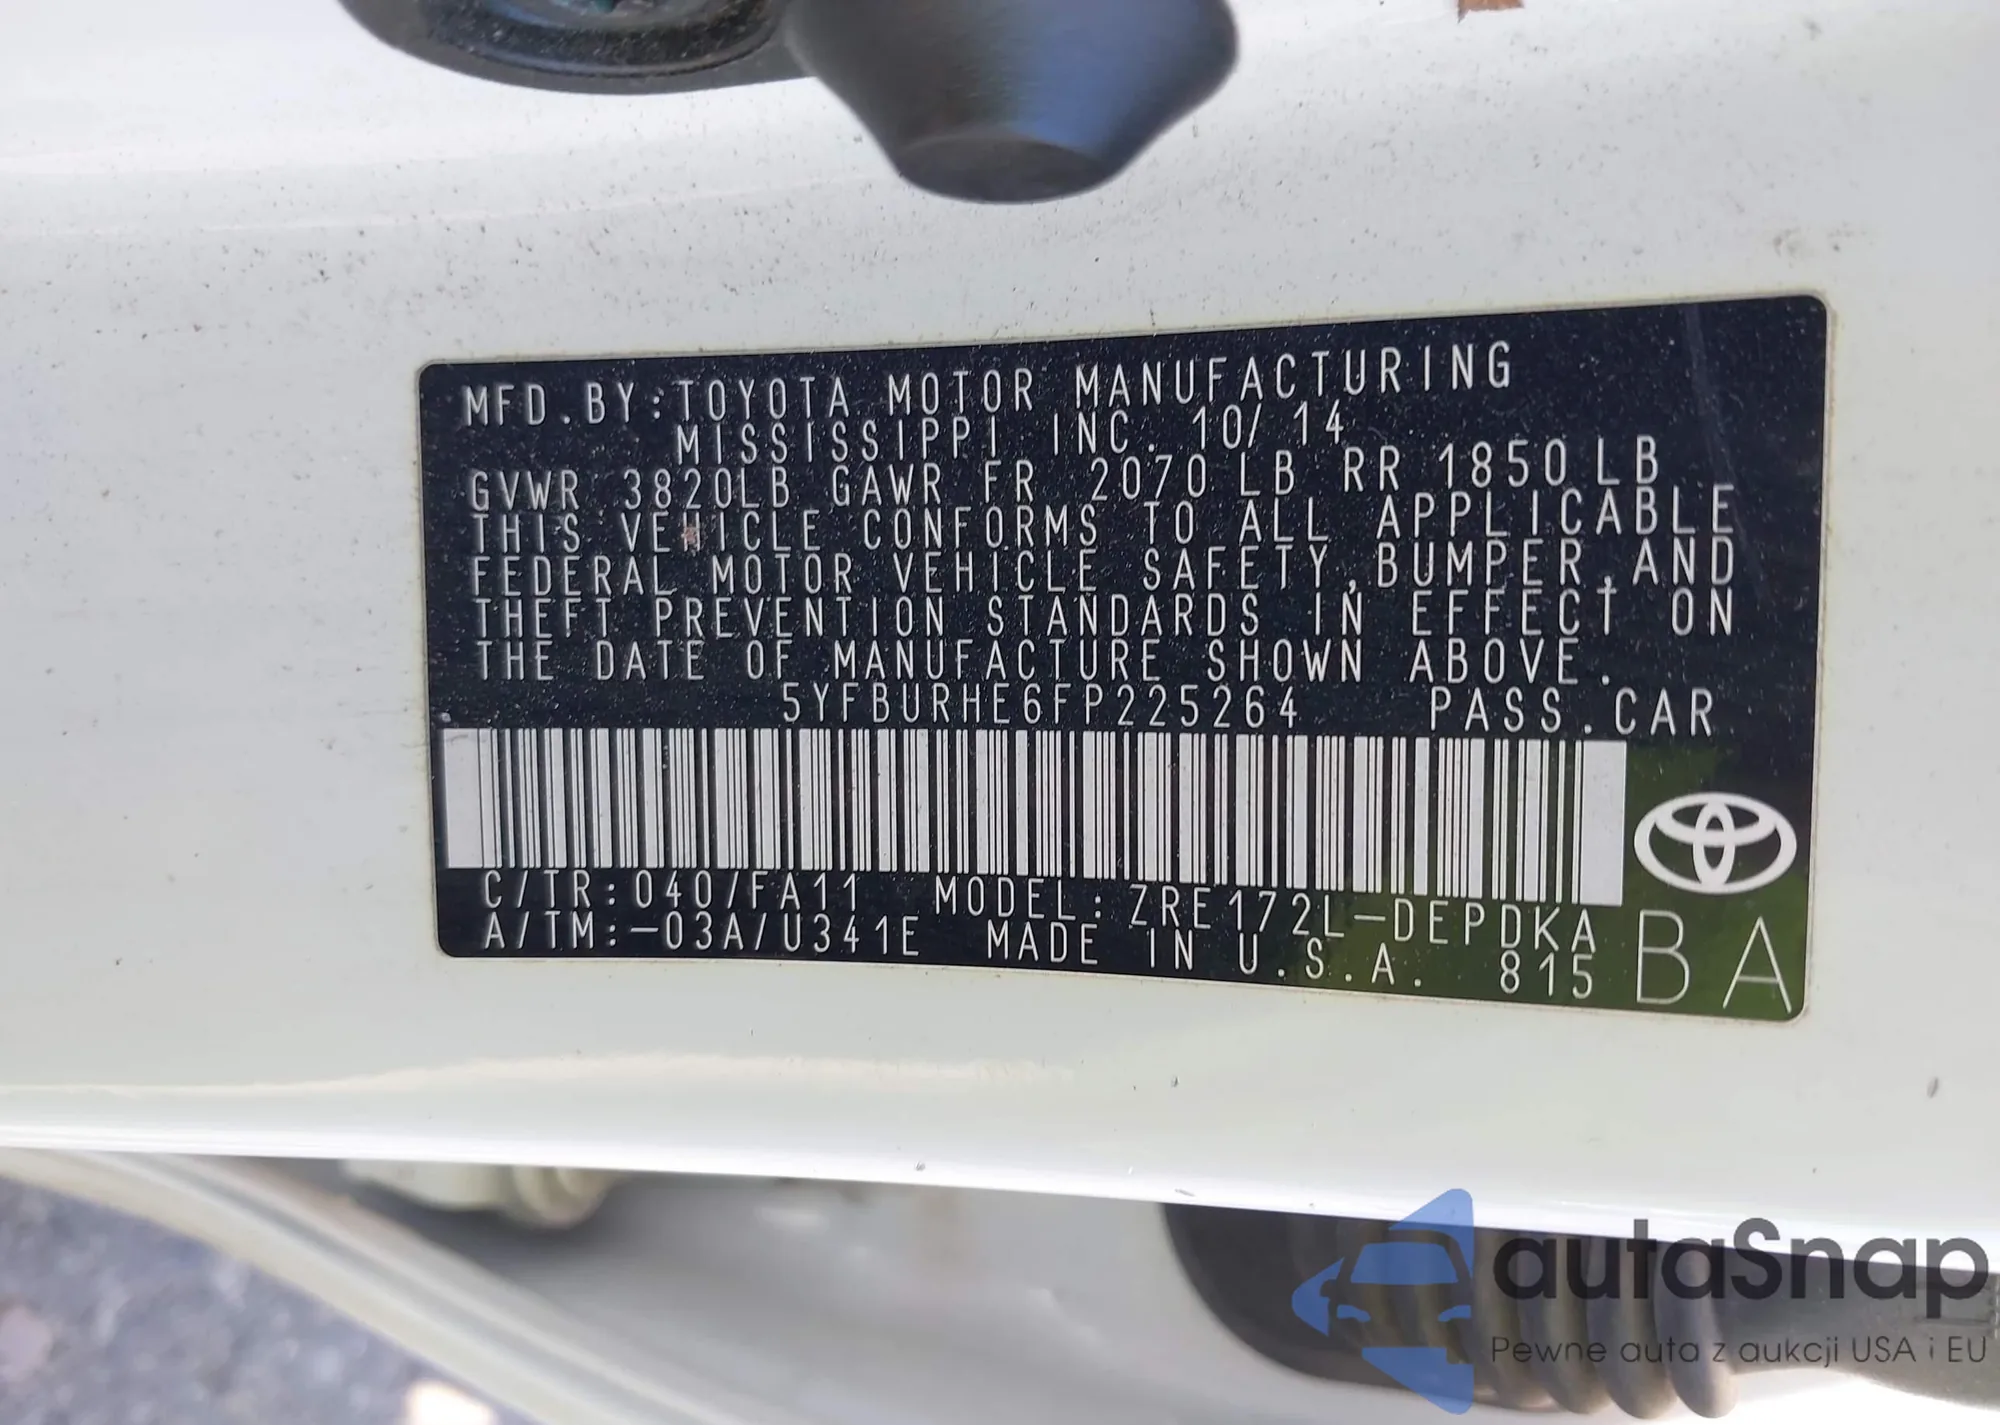 MFD.BY:TOYOTA MOTOR MANUFACTURING
MISSISSIPPI INC. 10/14
GVWR 3820LB GAWR FR 2070LB RR 1850LB
THIS VEHICLE CONFORMS TO ALL APPLICABLE
FEDERAL MOTOR VEHICLE SAFETY,BUMPER,AND
THEFT PREVENTION STANDARDS IN EFFECT ON
THE DATE OF MANUFACTURE SHOWN ABOVE.
5YFBURHE6FP225264 PASS.CAR
C/TR:040/FA11 MODEL:ZRE172L-DEPDKA
A/TM:-03A/U341E MADE IN U.S.A. 815 BA
autaSnap
Pewne auta z aukcji USA i EU